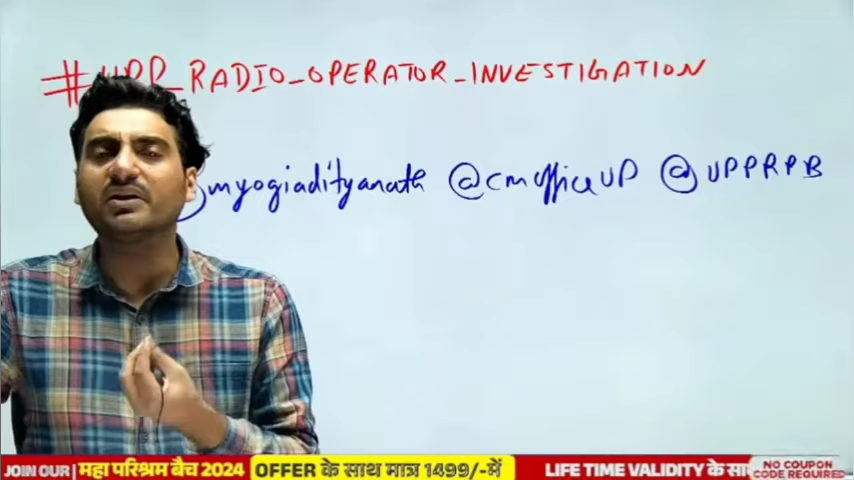 #UPP_RADIO_OPERATOR_INVESTIGATION
@myogiadityanath @cmofficeUP @UPPRPB
JOIN OUR | महा परिश्रम बैच 2024 OFFER के साथ मात्र 1499/-में LIFE TIME VALIDITY के सा NO COUPON CODE REQUIRED